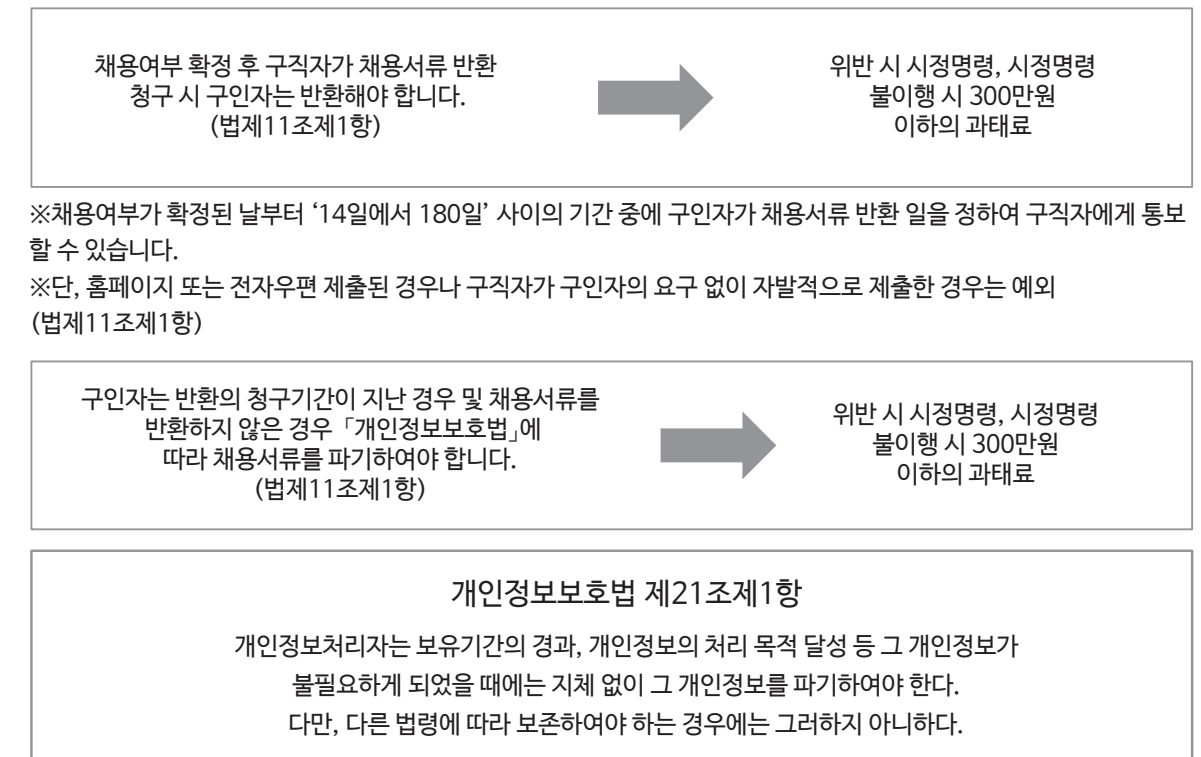 채용여부 확정 후 구직자가 채용서류 반환
청구 시 구인자는 반환해야 합니다.
(법제11조제1항)
위반 시 시정명령, 시정명령
불이행 시 300만원
이하의 과태료
※채용여부가 확정된 날부터 ‘14일에서 180일’ 사이의 기간 중에 구인자가 채용서류 반환 일을 정하여 구직자에게 통보
할 수 있습니다.
※단, 홈페이지 또는 전자우편 제출된 경우나 구직자가 구인자의 요구 없이 자발적으로 제출한 경우는 예외
(법제11조제1항)
구인자는 반환의 청구기간이 지난 경우 및 채용서류를
반환하지 않은 경우「개인정보보호법」에
따라 채용서류를 파기하여야 합니다.
(법제11조제1항)
위반 시 시정명령, 시정명령
불이행 시 300만원
이하의 과태료
개인정보보호법 제21조제1항
개인정보처리자는 보유기간의 경과, 개인정보의 처리 목적 달성 등 그 개인정보가
불필요하게 되었을 때에는 지체 없이 그 개인정보를 파기하여야 한다.
다만, 다른 법령에 따라 보존하여야 하는 경우에는 그러하지 아니하다.